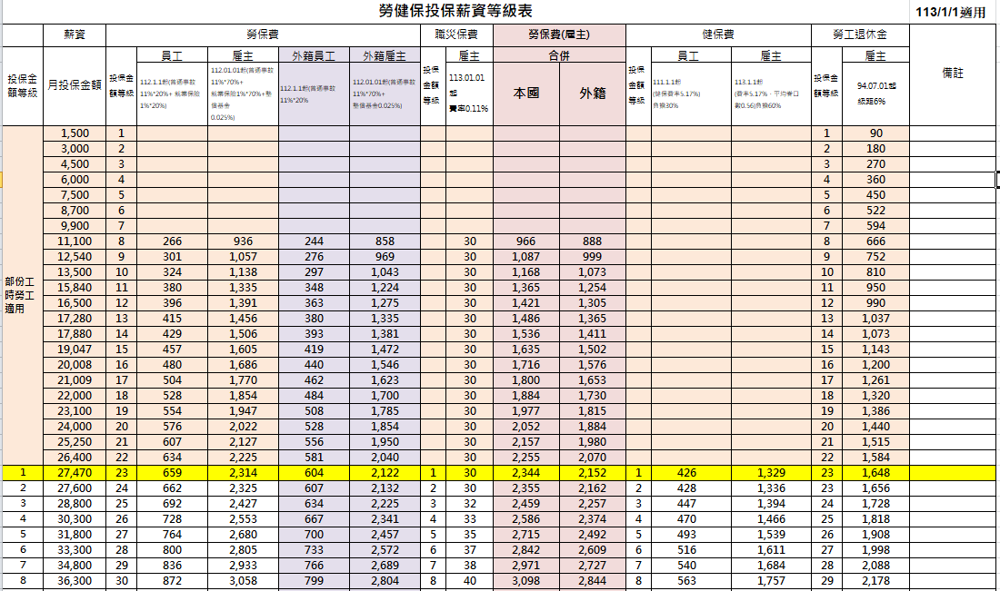 勞健保投保薪資等級表 113/1/1適用
薪資 勞保費 職災保費 勞保費(雇主) 健保費 勞工退休金 備註
投保金額等級 月投保金額 投保金額等級 員工 雇主 外籍員工 外籍雇主 投保金額等級 雇主 合併 投保金額等級 員工 雇主 投保金額等級 雇主
112.1.1起(普通事故11%*20%+ 就業保險1%*20%)
112.01.01起(普通事故11%*70%+
就業保險1%*70%+墊償基金
0.025%)
112.1.1起(普通事故11%*20%
112.01.01起(普通事故11%*70%+
墊償基金0.025%)
113.01.01起
費率0.11%
本國 外籍
111.1.1起
(健保費率5.17%)
負擔30%
113.1.1起
(費率5.17%，平均眷口數0.56)負擔60%
94.07.01起
級距6%
部份工時勞工適用
1,500 1 1 90
3,000 2 2 180
4,500 3 3 270
6,000 4 4 360
7,500 5 5 450
8,700 6 6 522
9,900 7 7 594
11,100 8 266 936 244 858 30 966 888 8 666
12,540 9 301 1,057 276 969 30 1,087 999 9 752
13,500 10 324 1,138 297 1,043 30 1,168 1,073 10 810
15,840 11 380 1,335 348 1,224 30 1,365 1,254 11 950
16,500 12 396 1,391 363 1,275 30 1,421 1,305 12 990
17,280 13 415 1,456 380 1,335 30 1,486 1,365 13 1,037
17,880 14 429 1,506 393 1,381 30 1,536 1,411 14 1,073
19,047 15 457 1,605 419 1,472 30 1,635 1,502 15 1,143
20,008 16 480 1,686 440 1,546 30 1,716 1,576 16 1,200
21,009 17 504 1,770 462 1,623 30 1,800 1,653 17 1,261
22,000 18 528 1,854 484 1,700 30 1,884 1,730 18 1,320
23,100 19 554 1,947 508 1,785 30 1,977 1,815 19 1,386
24,000 20 576 2,022 528 1,854 30 2,052 1,884 20 1,440
25,250 21 607 2,127 556 1,950 30 2,157 1,980 21 1,515
26,400 22 634 2,225 581 2,040 30 2,255 2,070 22 1,584
1 27,470 23 659 2,314 604 2,122 1 30 2,344 2,152 1 426 1,329 23 1,648
2 27,600 24 662 2,325 607 2,132 2 30 2,355 2,162 2 428 1,336 23 1,656
3 28,800 25 692 2,427 634 2,225 3 32 2,459 2,257 3 447 1,394 24 1,728
4 30,300 26 728 2,553 667 2,341 4 33 2,586 2,374 4 470 1,466 25 1,818
5 31,800 27 764 2,680 700 2,457 5 35 2,715 2,492 5 493 1,539 26 1,908
6 33,300 28 800 2,805 733 2,572 6 37 2,842 2,609 6 516 1,611 27 1,998
7 34,800 29 836 2,933 766 2,689 7 38 2,971 2,727 7 540 1,684 28 2,088
8 36,300 30 872 3,058 799 2,804 8 40 3,098 2,844 8 563 1,757 29 2,178